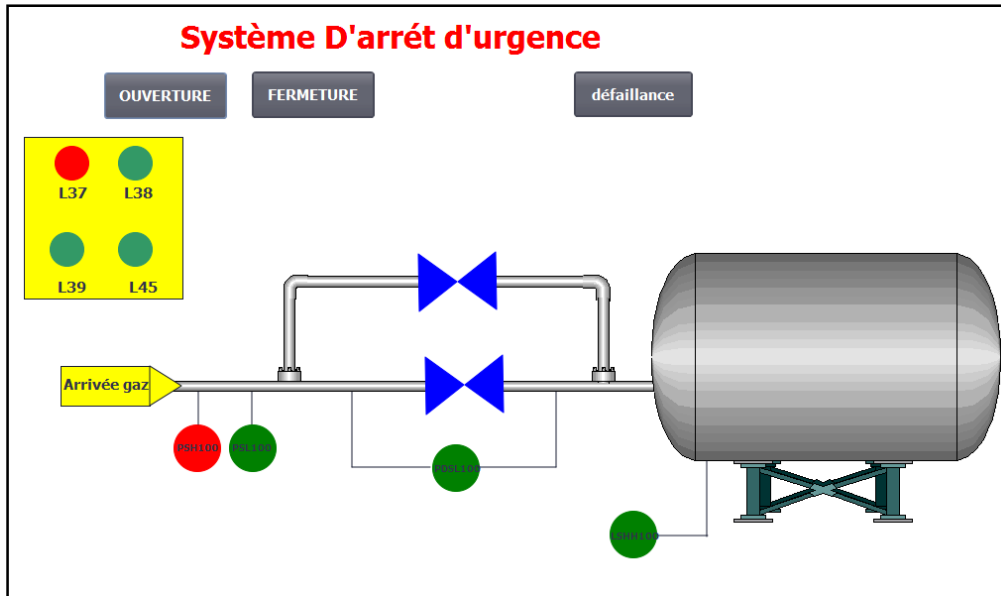 Système D'arrét d'urgence
OUVERTURE
FERMETURE
défaillance
L37
L38
L39
L45
Arrivée gaz
PSH100
PSL100
PDSL100
LSHH100